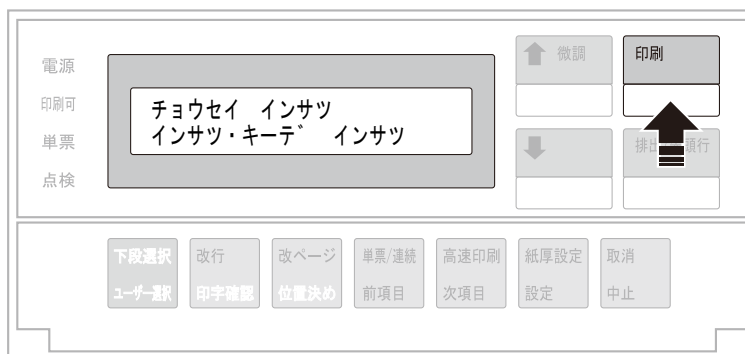 電源
印刷可
単票
点検
チョウセイ インサツ
インサツ・キーデ インサツ
微調
印刷
排出 頭行
下段選択
ユーザー選択
改行
印字確認
改ページ
位置決め
単票/連続
前項目
高速印刷
次項目
紙厚設定
設定
取消
中止